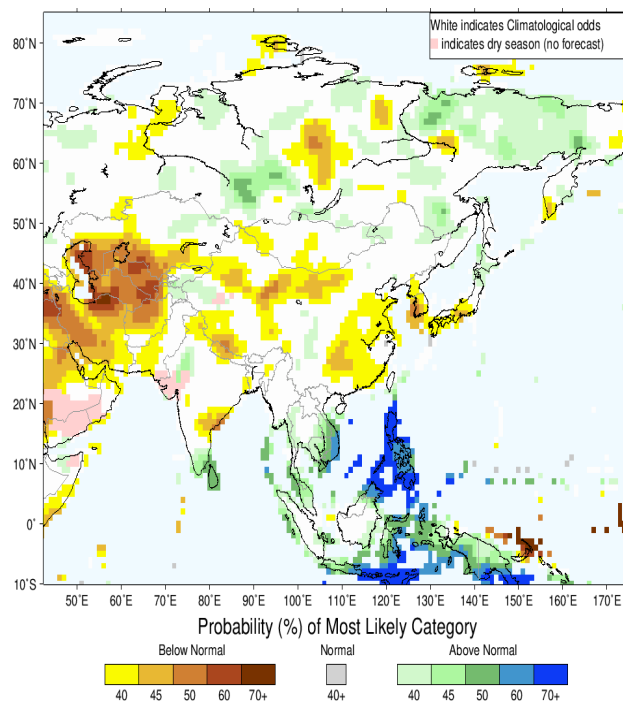 White indicates Climatological odds
indicates dry season (no forecast)
80˚N
70˚N
60˚N
50˚N
40˚N
30˚N
20˚N
10˚N
0˚
10˚S
50˚E 60˚E 70˚E 80˚E 90˚E 100˚E 110˚E 120˚E 130˚E 140˚E 150˚E 160˚E 170˚E
Probability (%) of Most Likely Category
Below Normal Normal Above Normal
40 45 50 60 70+ 40+ 40 45 50 60 70+